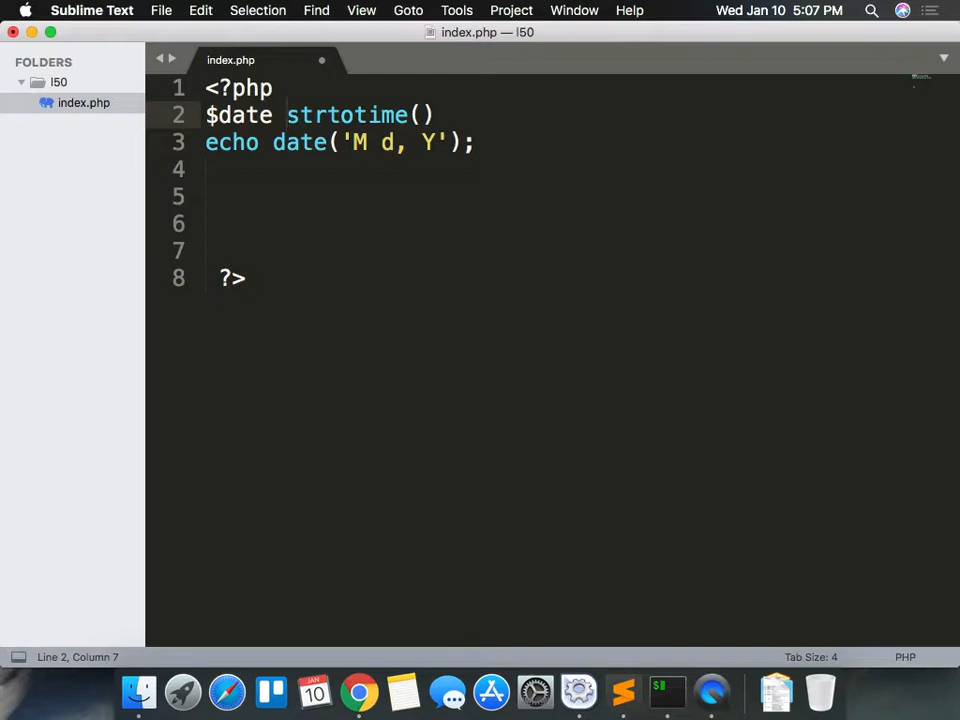 Sublime Text File Edit Selection Find View Goto Tools Project Window Help Wed Jan 10 5:07 PM
index.php — l50
FOLDERS
l50
index.php
index.php
1 <?php
2 $date strtotime()
3 echo date('M d, Y');
4
5
6
7
8 ?>
Line 2, Column 7 Tab Size: 4 PHP
JAN
10
$